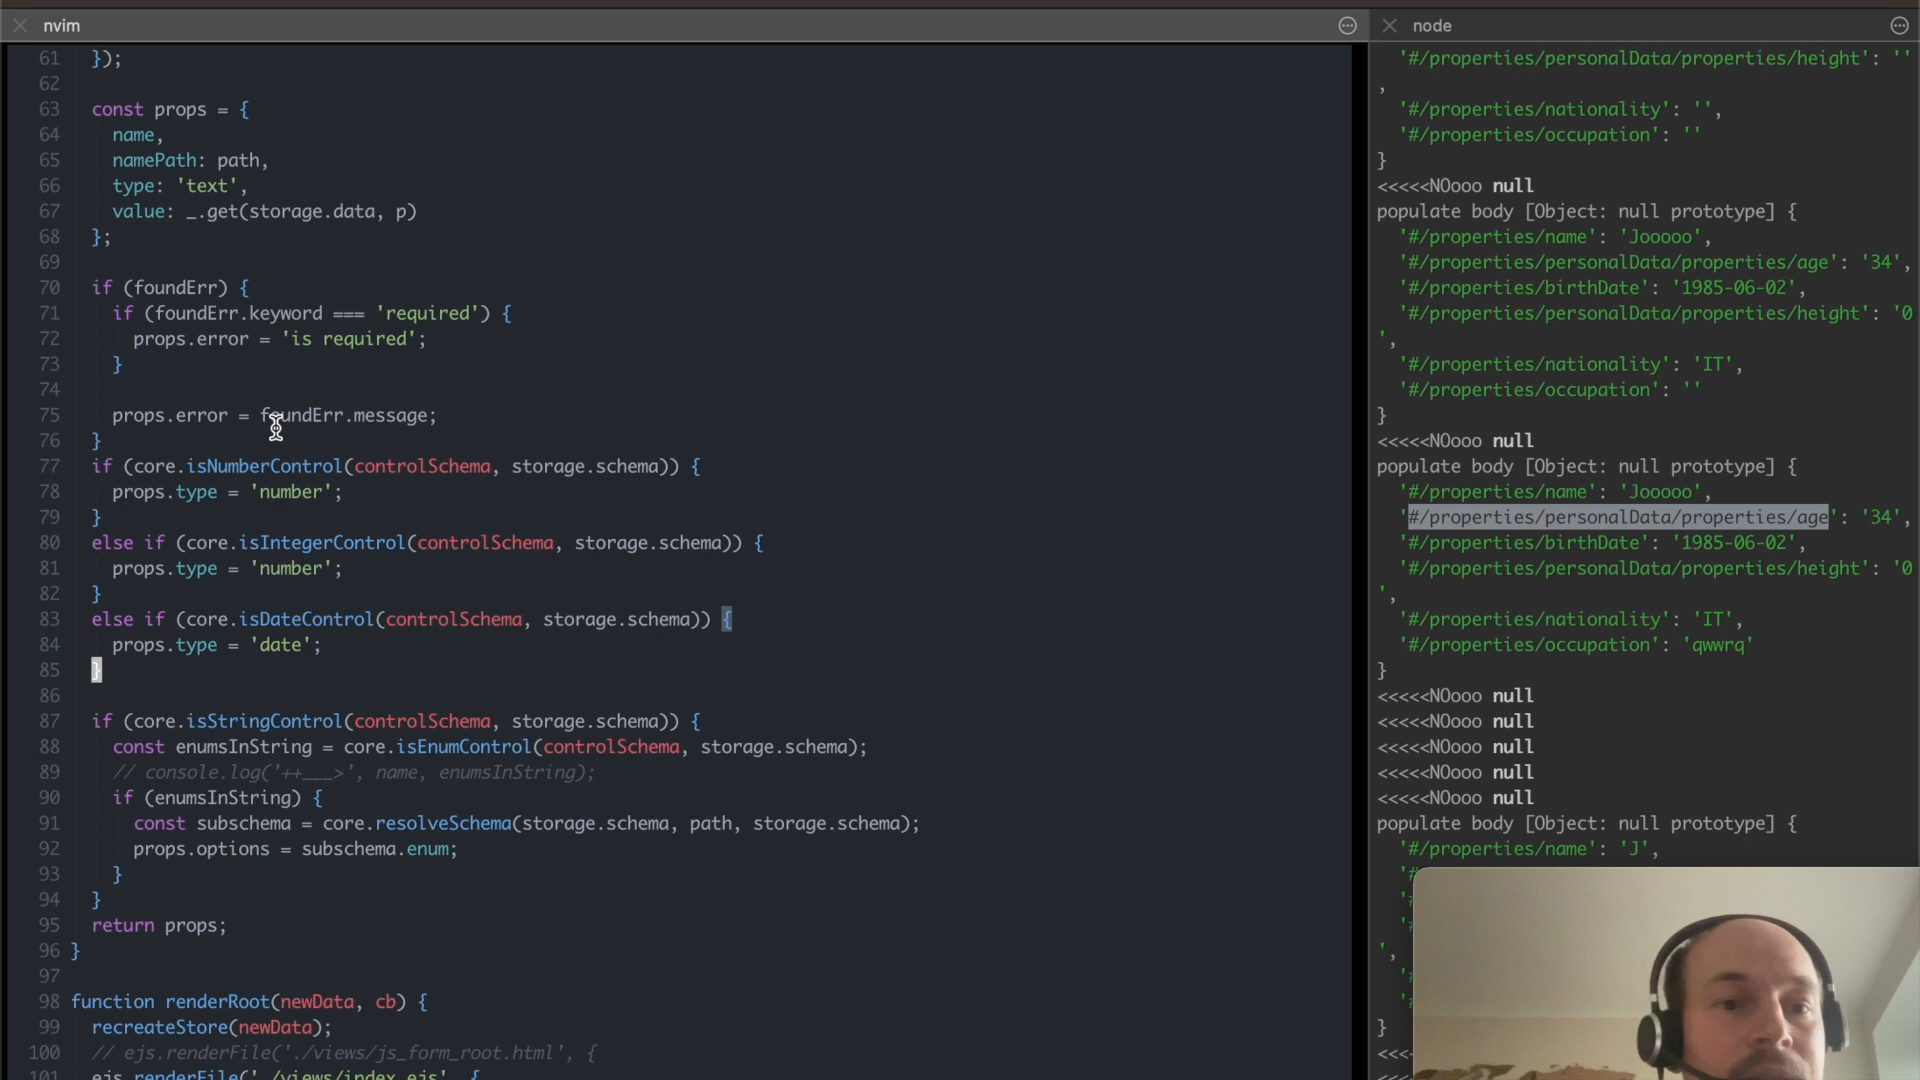 nvim
61 });
62
63 const props = {
64 name,
65 namePath: path,
66 type: 'text',
67 value: _.get(storage.data, p)
68 };
69
70 if (foundErr) {
71 if (foundErr.keyword === 'required') {
72 props.error = 'is required';
73 }
74
75 props.error = foundErr.message;
76 }
77 if (core.isNumberControl(controlSchema, storage.schema)) {
78 props.type = 'number';
79 }
80 else if (core.isIntegerControl(controlSchema, storage.schema)) {
81 props.type = 'number';
82 }
83 else if (core.isDateControl(controlSchema, storage.schema)) {
84 props.type = 'date';
85 }
86
87 if (core.isStringControl(controlSchema, storage.schema)) {
88 const enumsInString = core.isEnumControl(controlSchema, storage.schema);
89 // console.log('++___>', name, enumsInString);
90 if (enumsInString) {
91 const subschema = core.resolveSchema(storage.schema, path, storage.schema);
92 props.options = subschema.enum;
93 }
94 }
95 return props;
96 }
97
98 function renderRoot(newData, cb) {
99 recreateStore(newData);
100 // ejs.renderFile('./views/js_form_root.html', {
101 ejs.renderFile('./views/index.ejs', {
node
'#/properties/personalData/properties/height': ''
,
'#/properties/nationality': '',
'#/properties/occupation': ''
}
<<<<<NOooo null
populate body [Object: null prototype] {
'#/properties/name': 'Jooooo',
'#/properties/personalData/properties/age': '34',
'#/properties/birthDate': '1985-06-02',
'#/properties/personalData/properties/height': '0
',
'#/properties/nationality': 'IT',
'#/properties/occupation': ''
}
<<<<<NOooo null
populate body [Object: null prototype] {
'#/properties/name': 'Jooooo',
'#/properties/personalData/properties/age': '34',
'#/properties/birthDate': '1985-06-02',
'#/properties/personalData/properties/height': '0
',
'#/properties/nationality': 'IT',
'#/properties/occupation': 'qwwrq'
}
<<<<<NOooo null
<<<<<NOooo null
<<<<<NOooo null
<<<<<NOooo null
<<<<<NOooo null
populate body [Object: null prototype] {
'#/properties/name': 'J',
',
}